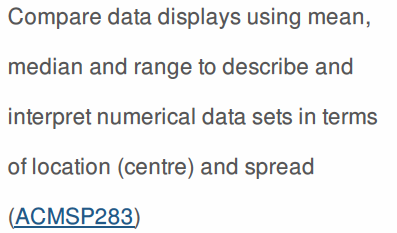 Compare data displays using mean,
median and range to describe and
interpret numerical data sets in terms
of location (centre) and spread
(ACMSP283)